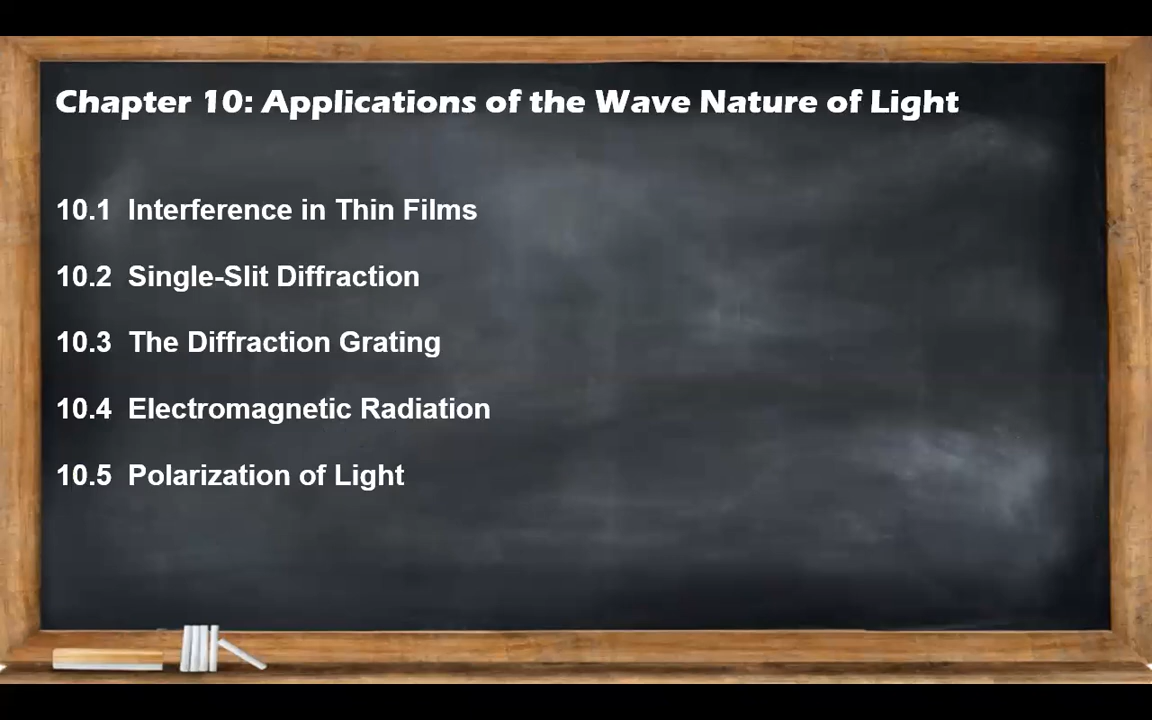 Chapter 10: Applications of the Wave Nature of Light
10.1 Interference in Thin Films
10.2 Single-Slit Diffraction
10.3 The Diffraction Grating
10.4 Electromagnetic Radiation
10.5 Polarization of Light